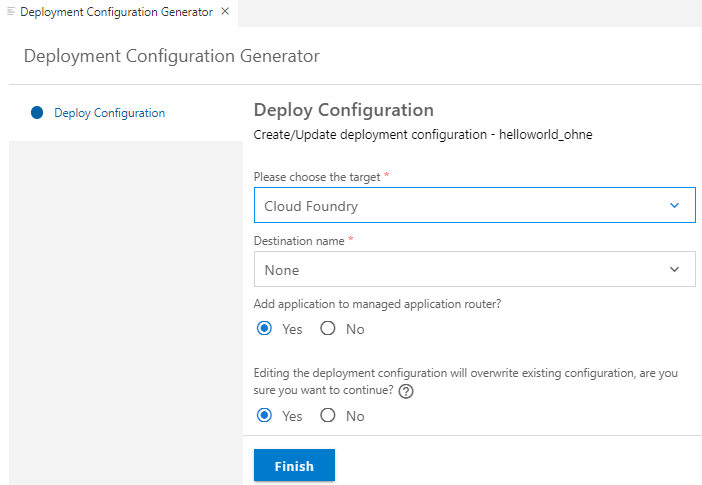 Deployment Configuration Generator
Deployment Configuration Generator
Deploy Configuration
Deploy Configuration
Create/Update deployment configuration - helloworld_ohne
Please choose the target *
Cloud Foundry
Destination name *
None
Add application to managed application router?
Yes No
Editing the deployment configuration will overwrite existing configuration, are you
sure you want to continue? ?
Yes No
Finish